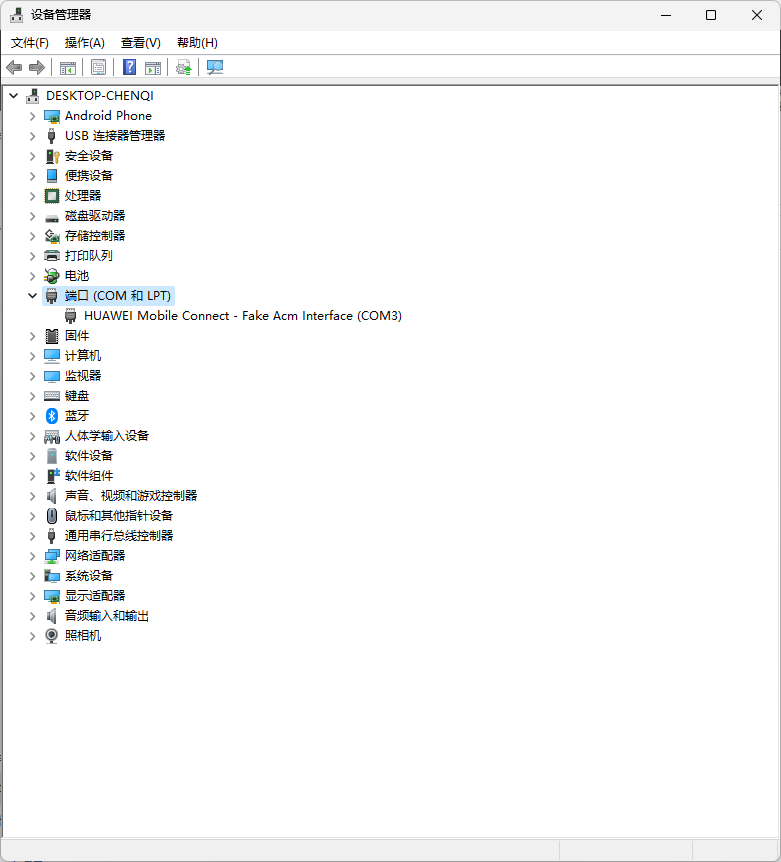 设备管理器
文件(F) 操作(A) 查看(V) 帮助(H)
DESKTOP-CHENQI
Android Phone
USB 连接器管理器
安全设备
便携设备
处理器
磁盘驱动器
存储控制器
打印队列
电池
端口 (COM 和 LPT)
HUAWEI Mobile Connect - Fake Acm Interface (COM3)
固件
计算机
监视器
键盘
蓝牙
人体学输入设备
软件设备
软件组件
声音、视频和游戏控制器
鼠标和其他指针设备
通用串行总线控制器
网络适配器
系统设备
显示适配器
音频输入和输出
照相机